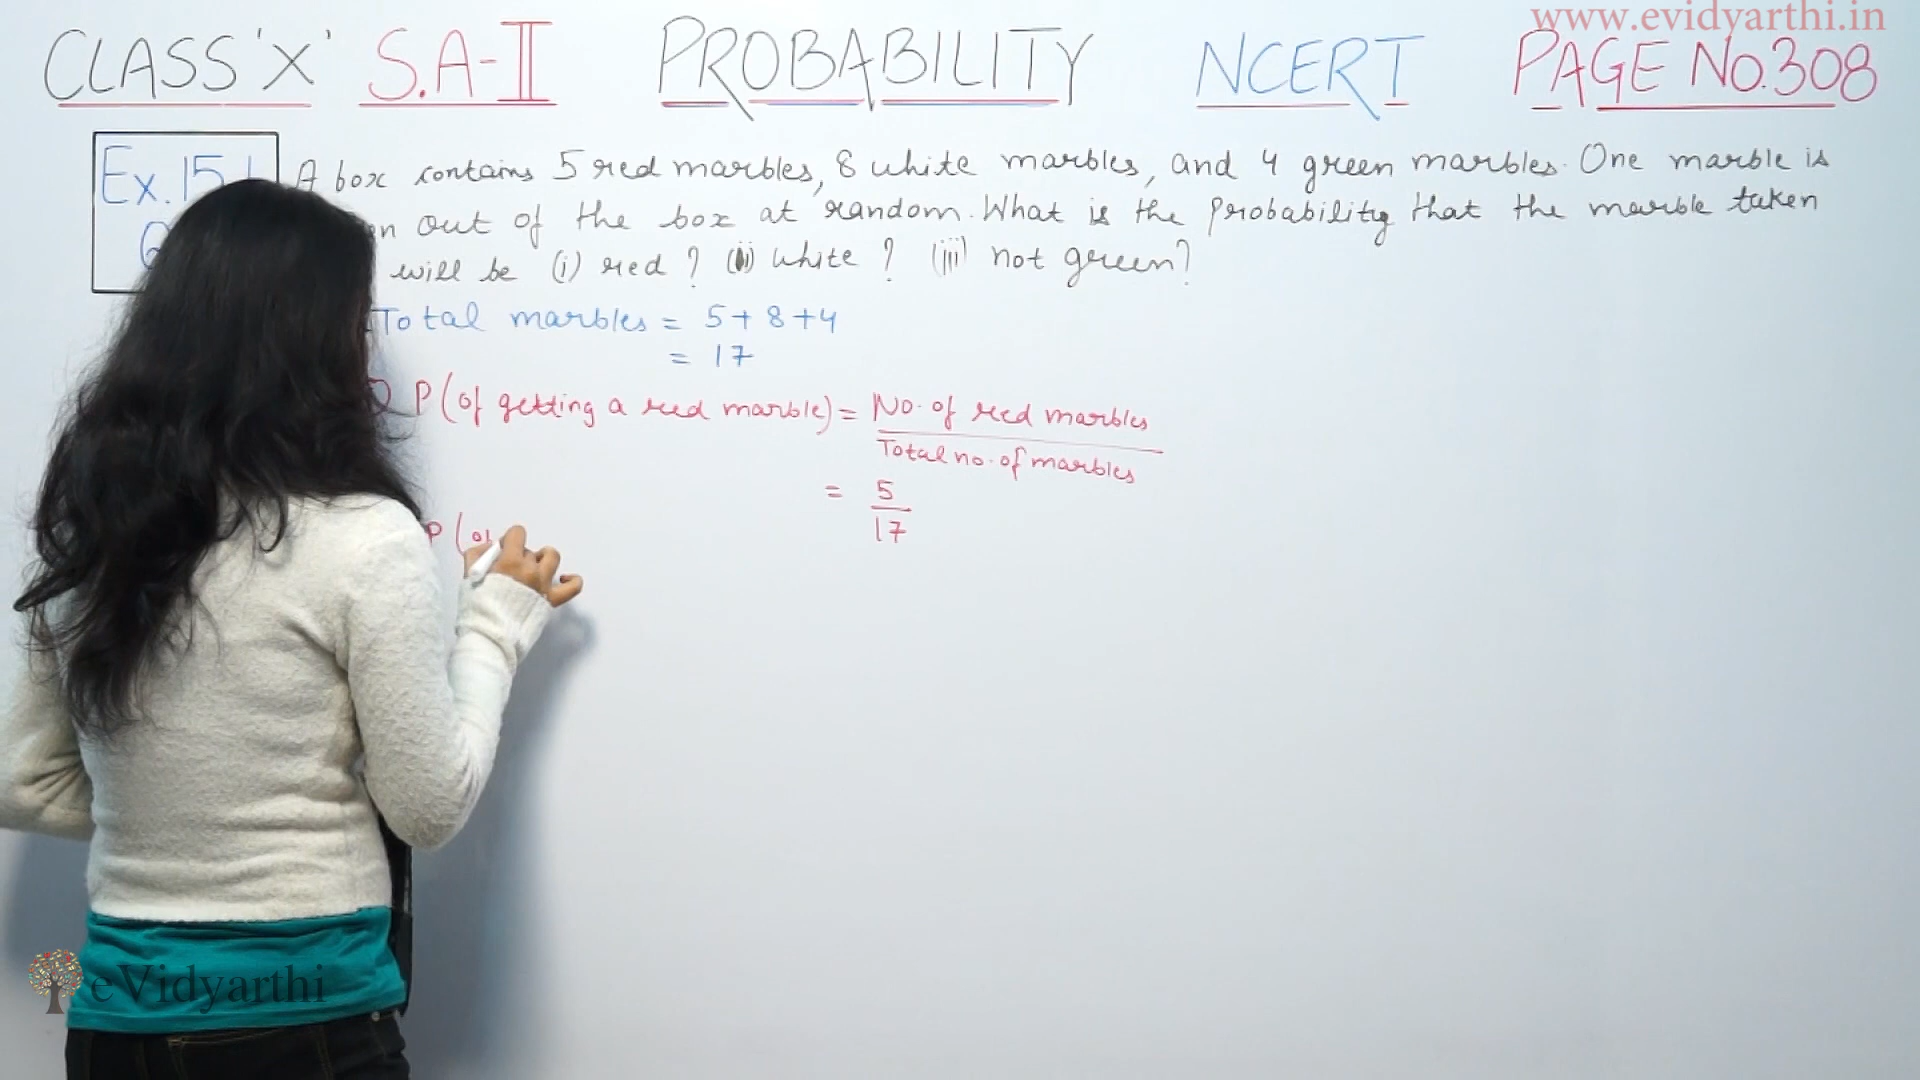 www.evidyarthi.in
CLASS 'X' S.A-II PROBABILITY NCERT PAGE No.308
Ex.15.1
A box contains 5 red marbles, 8 white marbles, and 4 green marbles. One marble is
out of the box at random. What is the Probability that the marble taken
will be (i) red ? (ii) white ? (iii) not green?
Total marbles = 5+8+4
= 17
P (of getting a red marble) = No. of red marbles
Total no. of marbles
= 5
17
P (of
eVidyarthi